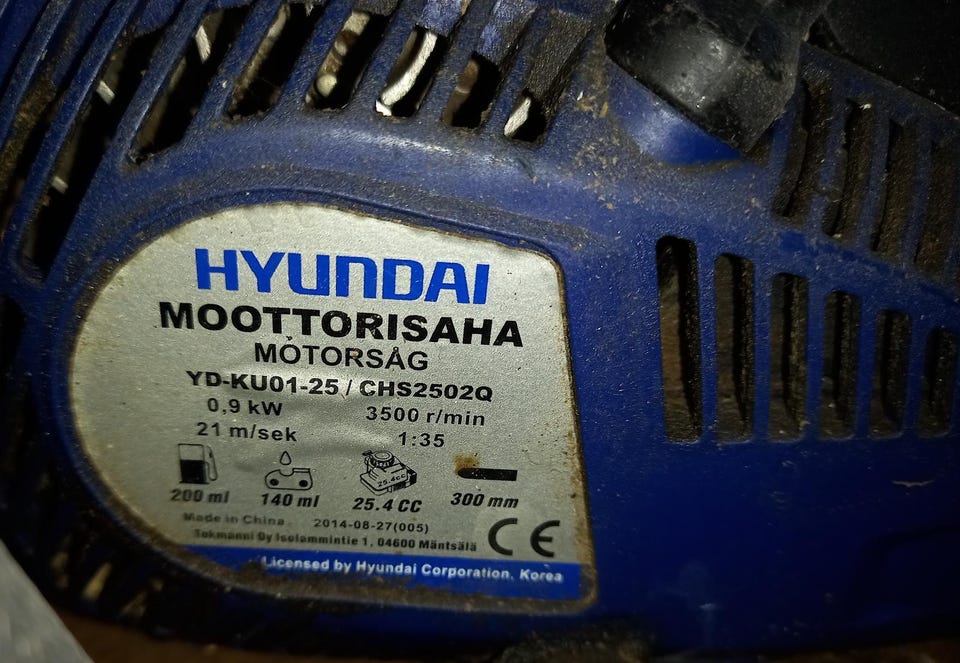 HYUNDAI
MOOTTORISAHA
MOTORSÅG
YD-KU01-25 / CHS2502Q
0,9 kW 3500 r/min
21 m/sek 1:35
25.4cc
200 ml 140 ml 25.4 CC 300 mm
Made in China 2014-08-27(005)
Tokmanni Oy Isolammintie 1, 04600 Mäntsälä CE
Licensed by Hyundai Corporation, Korea